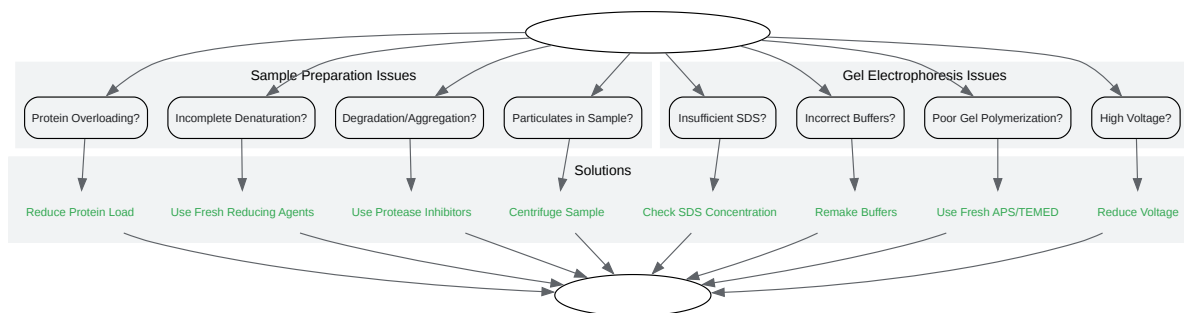 Sample Preparation Issues
Gel Electrophoresis Issues
Protein Overloading?
Incomplete Denaturation?
Degradation/Aggregation?
Particulates in Sample?
Insufficient SDS?
Incorrect Buffers?
Poor Gel Polymerization?
High Voltage?
Solutions
Reduce Protein Load
Use Fresh Reducing Agents
Use Protease Inhibitors
Centrifuge Sample
Check SDS Concentration
Remake Buffers
Use Fresh APS/TEMED
Reduce Voltage